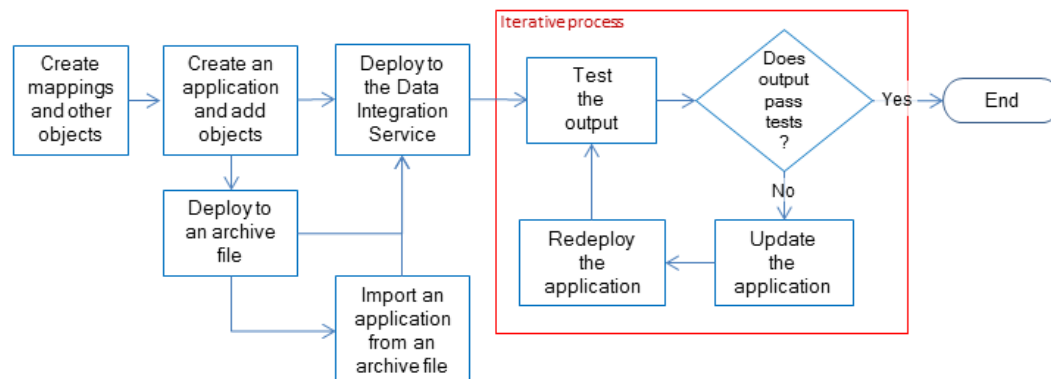 Iterative process
Create
mappings
and other
objects
Create an
application
and add
objects
Deploy to
the Data
Integration
Service
Test
the
output
Does
output
pass
tests
?
Yes
End
No
Deploy to
an archive
file
Redeploy
the
application
Update
the
application
Import an
application
from an
archive file